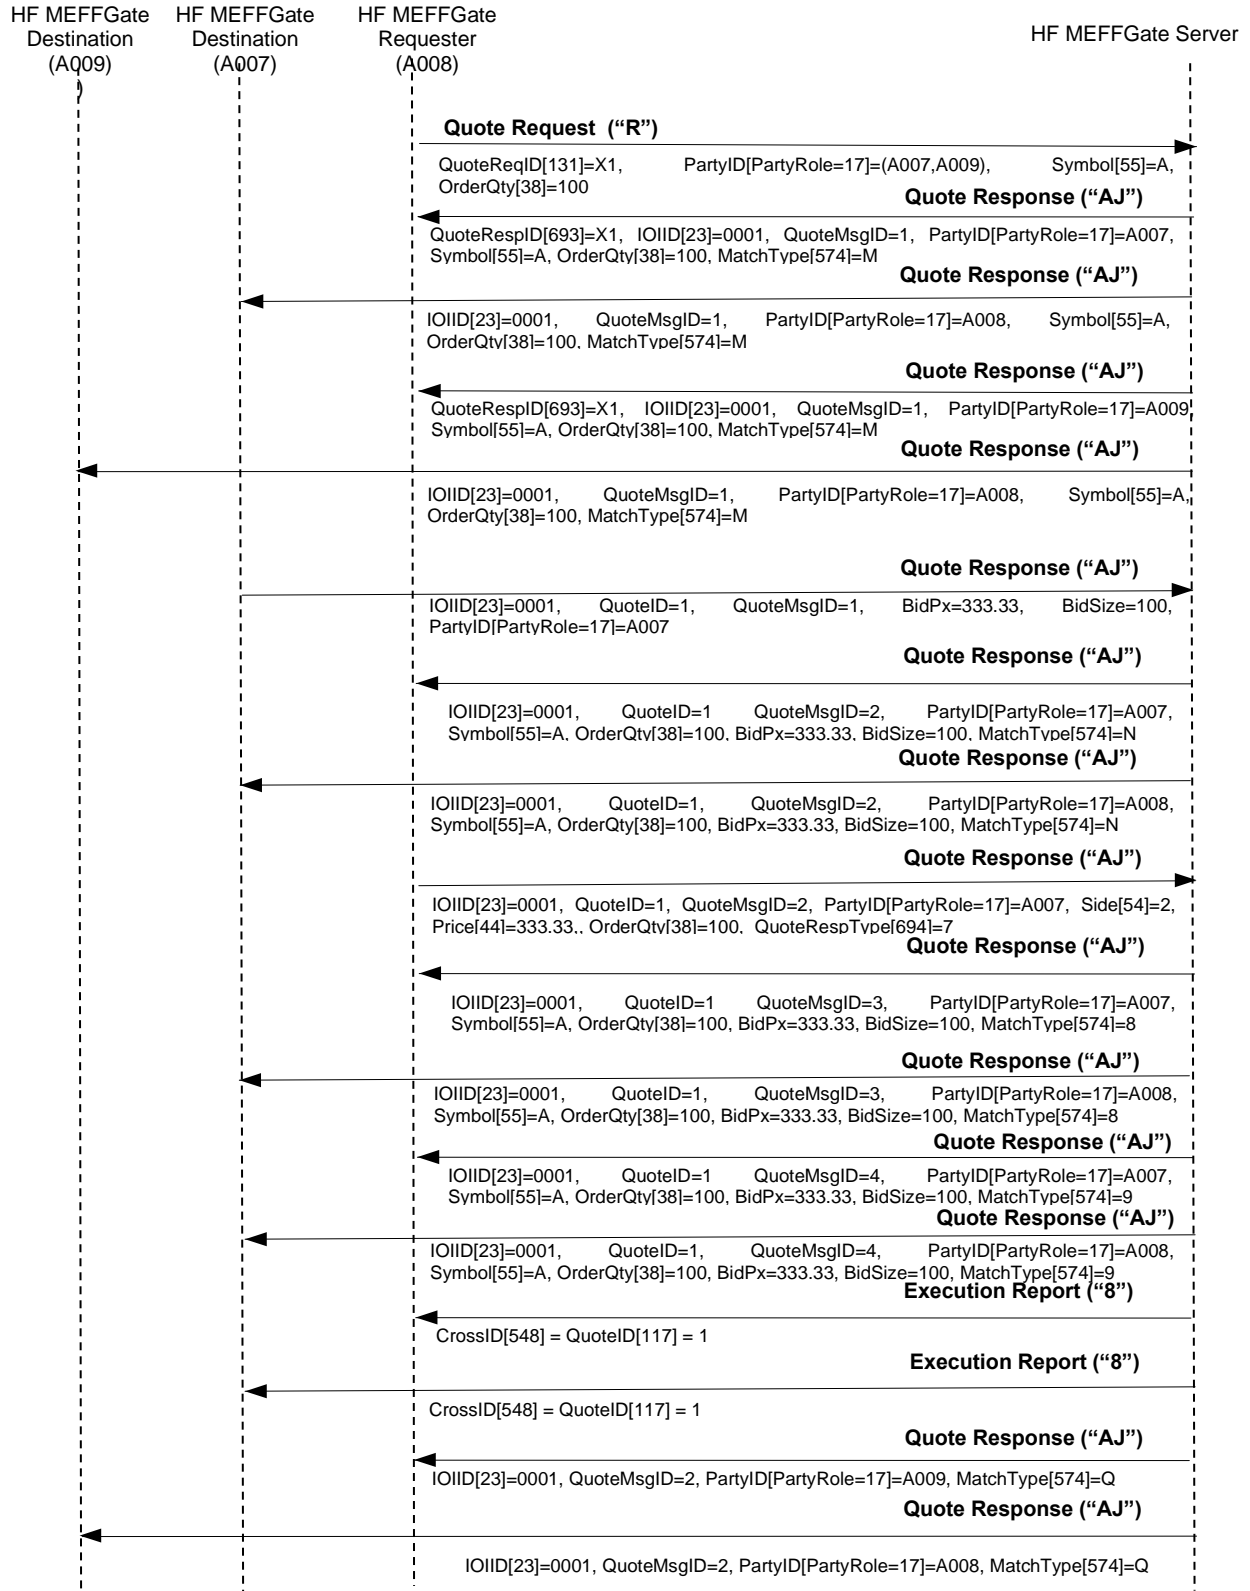 HF MEFFGate
Destination
(A009)
)
HF MEFFGate
Destination
(A007)
HF MEFFGate
Requester
(A008)
HF MEFFGate Server
Quote Request (“R”)
QuoteReqID[131]=X1, PartyID[PartyRole=17]=(A007,A009), Symbol[55]=A,
OrderQty[38]=100
Quote Response (“AJ”)
QuoteRespID[693]=X1, IOIID[23]=0001, QuoteMsgID=1, PartyID[PartyRole=17]=A007,
Symbol[55]=A, OrderQty[38]=100, MatchType[574]=M
Quote Response (“AJ”)
IOIID[23]=0001, QuoteMsgID=1, PartyID[PartyRole=17]=A008, Symbol[55]=A,
OrderQty[38]=100, MatchType[574]=M
Quote Response (“AJ”)
QuoteRespID[693]=X1, IOIID[23]=0001, QuoteMsgID=1, PartyID[PartyRole=17]=A009
Symbol[55]=A, OrderQty[38]=100, MatchType[574]=M
Quote Response (“AJ”)
IOIID[23]=0001, QuoteMsgID=1, PartyID[PartyRole=17]=A008, Symbol[55]=A,
OrderQty[38]=100, MatchType[574]=M
Quote Response (“AJ”)
IOIID[23]=0001, QuoteID=1, QuoteMsgID=1, BidPx=333.33, BidSize=100,
PartyID[PartyRole=17]=A007
Quote Response (“AJ”)
IOIID[23]=0001, QuoteID=1 QuoteMsgID=2, PartyID[PartyRole=17]=A007,
Symbol[55]=A, OrderQty[38]=100, BidPx=333.33, BidSize=100, MatchType[574]=N
Quote Response (“AJ”)
IOIID[23]=0001, QuoteID=1, QuoteMsgID=2, PartyID[PartyRole=17]=A008,
Symbol[55]=A, OrderQty[38]=100, BidPx=333.33, BidSize=100, MatchType[574]=N
Quote Response (“AJ”)
IOIID[23]=0001, QuoteID=1, QuoteMsgID=2, PartyID[PartyRole=17]=A007, Side[54]=2,
Price[44]=333.33,, OrderQty[38]=100, QuoteRespType[694]=7
Quote Response (“AJ”)
IOIID[23]=0001, QuoteID=1 QuoteMsgID=3, PartyID[PartyRole=17]=A007,
Symbol[55]=A, OrderQty[38]=100, BidPx=333.33, BidSize=100, MatchType[574]=8
Quote Response (“AJ”)
IOIID[23]=0001, QuoteID=1, QuoteMsgID=3, PartyID[PartyRole=17]=A008,
Symbol[55]=A, OrderQty[38]=100, BidPx=333.33, BidSize=100, MatchType[574]=8
Quote Response (“AJ”)
IOIID[23]=0001, QuoteID=1 QuoteMsgID=4, PartyID[PartyRole=17]=A007,
Symbol[55]=A, OrderQty[38]=100, BidPx=333.33, BidSize=100, MatchType[574]=9
Quote Response (“AJ”)
IOIID[23]=0001, QuoteID=1, QuoteMsgID=4, PartyID[PartyRole=17]=A008,
Symbol[55]=A, OrderQty[38]=100, BidPx=333.33, BidSize=100, MatchType[574]=9
Execution Report (“8”)
CrossID[548] = QuoteID[117] = 1
Execution Report (“8”)
CrossID[548] = QuoteID[117] = 1
Quote Response (“AJ”)
IOIID[23]=0001, QuoteMsgID=2, PartyID[PartyRole=17]=A009, MatchType[574]=Q
Quote Response (“AJ”)
IOIID[23]=0001, QuoteMsgID=2, PartyID[PartyRole=17]=A008, MatchType[574]=Q